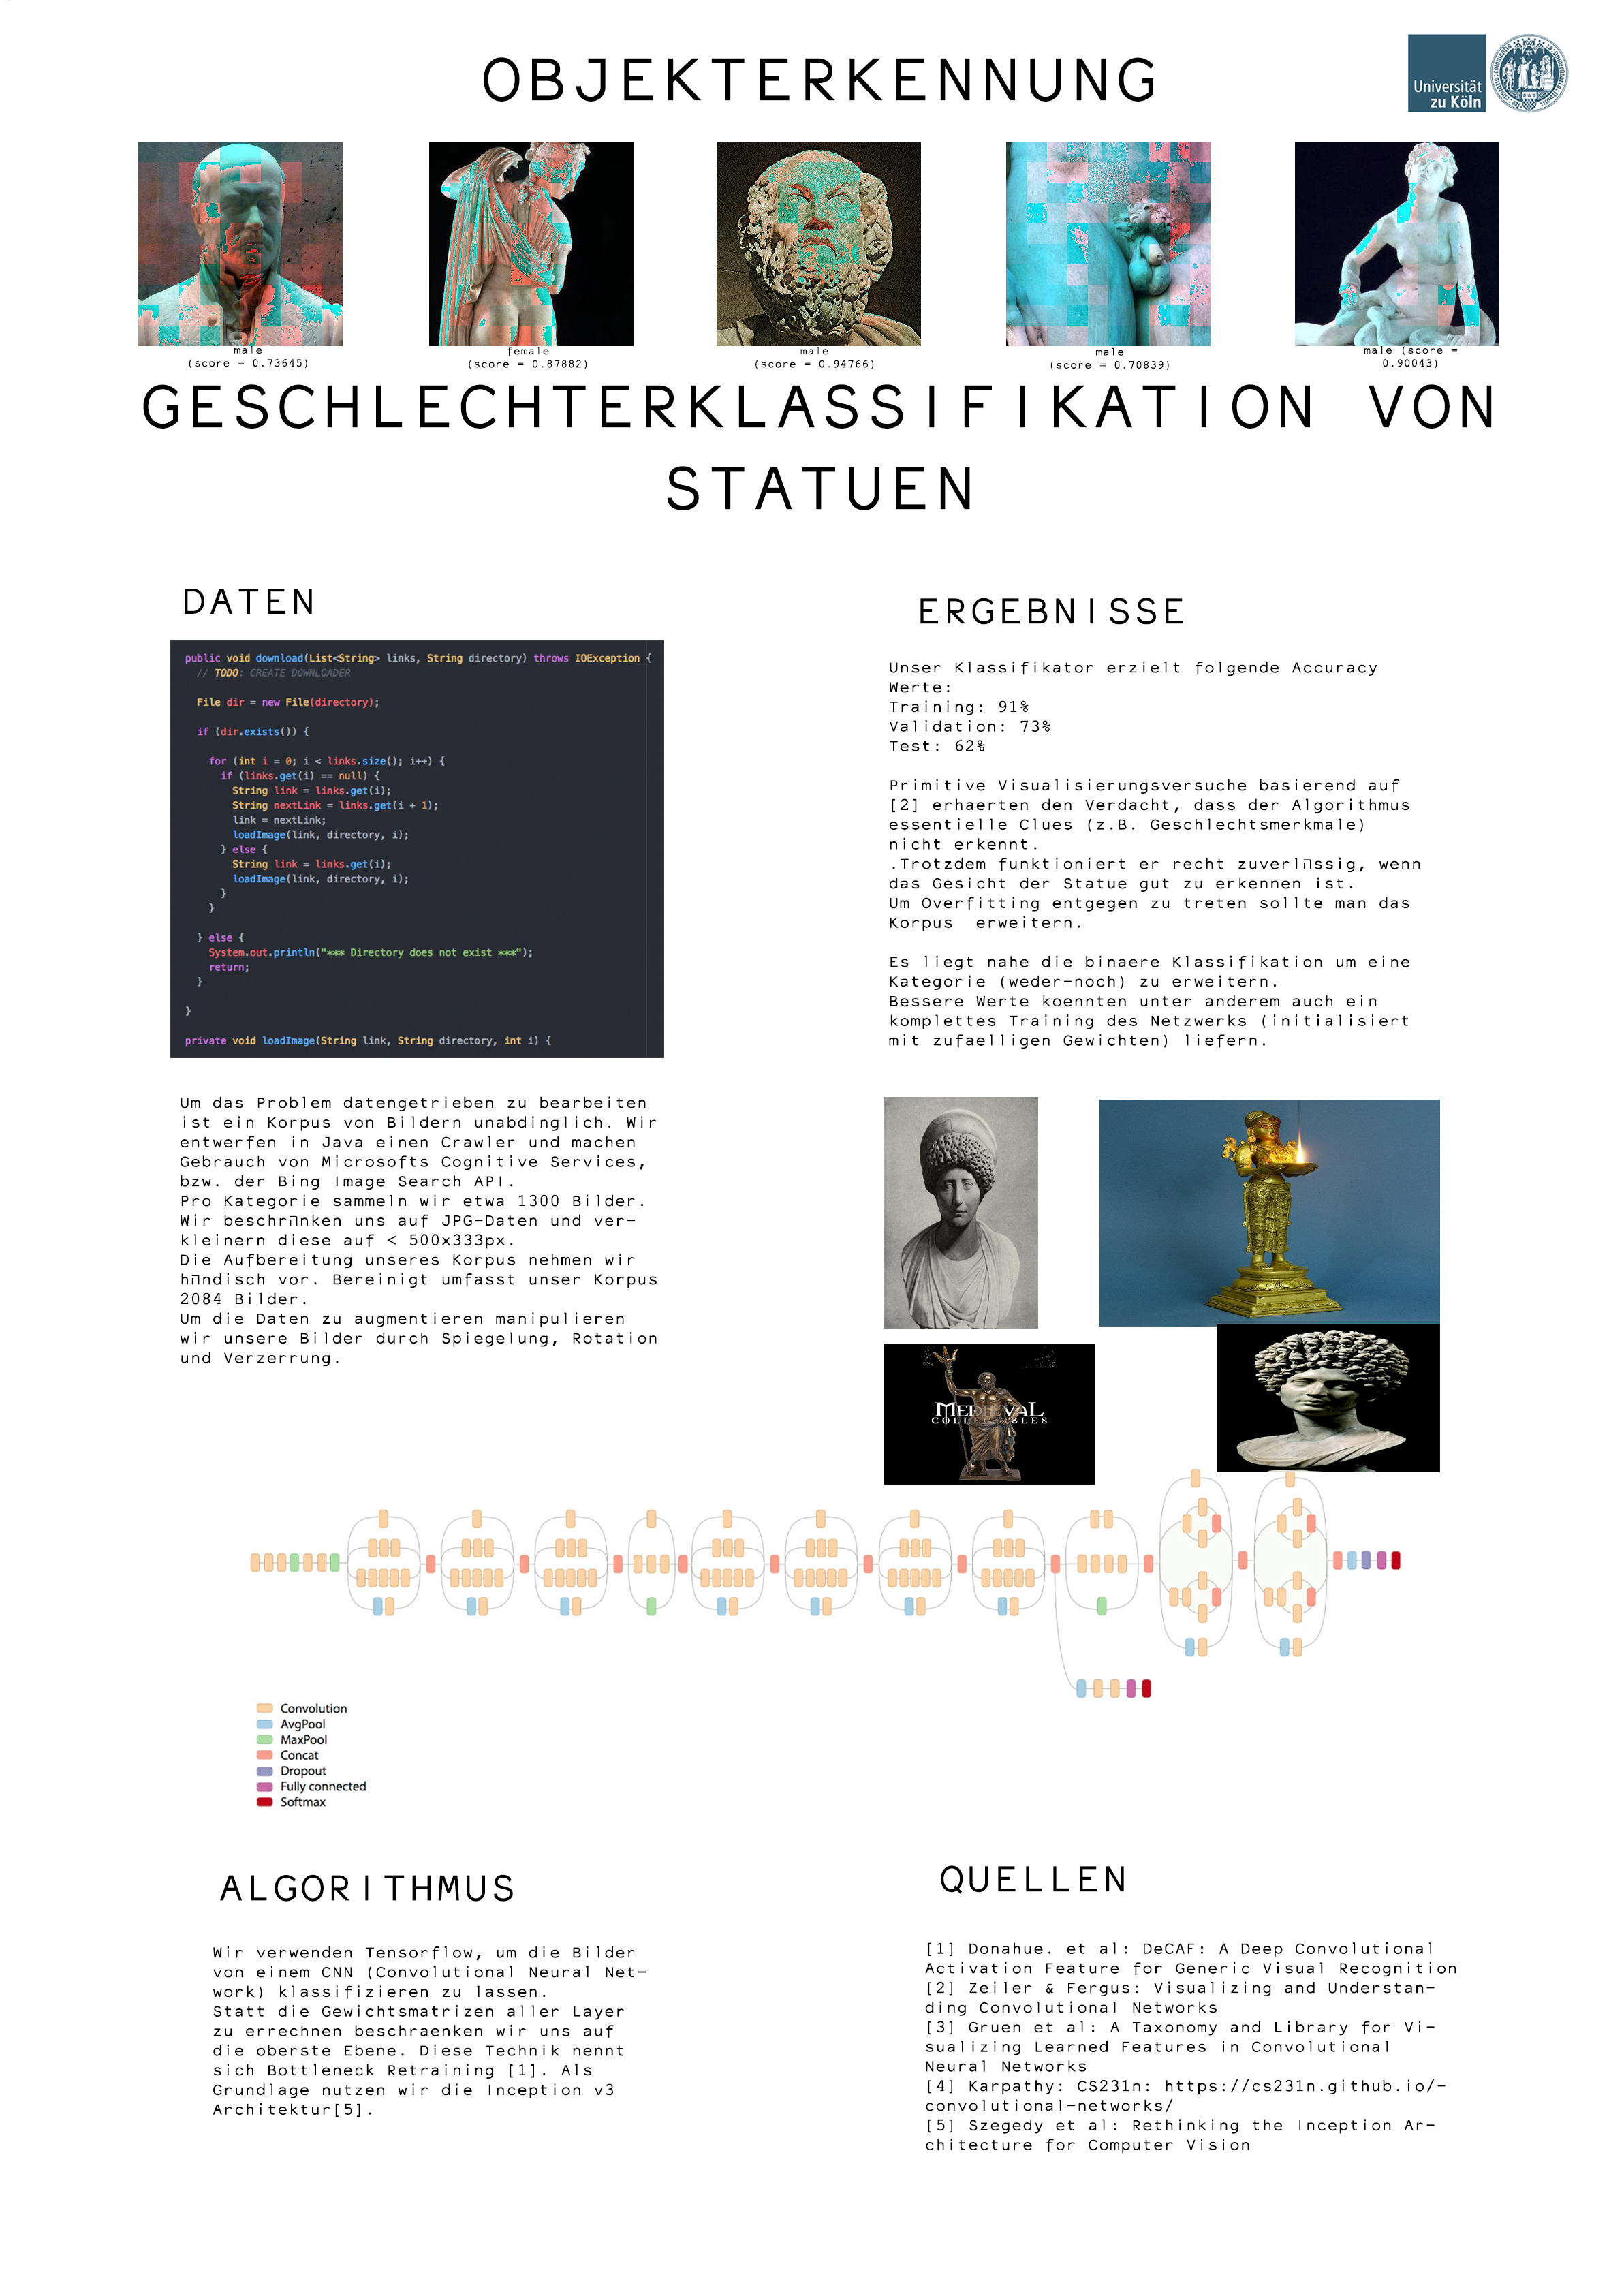 OBJEKTERKENNUNG
Universität
zu Köln
male
(score = 0.73645)
female
(score = 0.87882)
male
(score = 0.94766)
male
(score = 0.70839)
male (score =
0.90043)
GESCHLECHTERKLASSIFIKATION VON
STATUEN
DATEN
public void download(List<String> links, String directory) throws IOException {
// TODO: CREATE DOWNLOADER
File dir = new File(directory);
if (dir.exists()) {
for (int i = 0; i < links.size(); i++) {
if (links.get(i) == null) {
String link = links.get(i);
String nextLink = links.get(i + 1);
link = nextLink;
loadImage(link, directory, i);
} else {
String link = links.get(i);
loadImage(link, directory, i);
}
}
} else {
System.out.println("*** Directory does not exist ***");
return;
}
}
private void loadImage(String link, String directory, int i) {
Um das Problem datengetrieben zu bearbeiten
ist ein Korpus von Bildern unabdinglich. Wir
entwerfen in Java einen Crawler und machen
Gebrauch von Microsofts Cognitive Services,
bzw. der Bing Image Search API.
Pro Kategorie sammeln wir etwa 1300 Bilder.
Wir beschr▯nken uns auf JPG-Daten und ver-
kleinern diese auf < 500x333px.
Die Aufbereitung unseres Korpus nehmen wir
h▯ndisch vor. Bereinigt umfasst unser Korpus
2084 Bilder.
Um die Daten zu augmentieren manipulieren
wir unsere Bilder durch Spiegelung, Rotation
und Verzerrung.
ERGEBNISSE
Unser Klassifikator erzielt folgende Accuracy
Werte:
Training: 91%
Validation: 73%
Test: 62%
Primitive Visualisierungsversuche basierend auf
[2] erhaerten den Verdacht, dass der Algorithmus
essentielle Clues (z.B. Geschlechtsmerkmale)
nicht erkennt.
.Trotzdem funktioniert er recht zuverl▯ssig, wenn
das Gesicht der Statue gut zu erkennen ist.
Um Overfitting entgegen zu treten sollte man das
Korpus erweitern.
Es liegt nahe die binaere Klassifikation um eine
Kategorie (weder-noch) zu erweitern.
Bessere Werte koennten unter anderem auch ein
komplettes Training des Netzwerks (initialisiert
mit zufaelligen Gewichten) liefern.
MEDIEVAL
COLLECTIBLES
Convolution
AvgPool
MaxPool
Concat
Dropout
Fully connected
Softmax
ALGORITHMUS
Wir verwenden Tensorflow, um die Bilder
von einem CNN (Convolutional Neural Net-
work) klassifizieren zu lassen.
Statt die Gewichtsmatrizen aller Layer
zu errechnen beschraenken wir uns auf
die oberste Ebene. Diese Technik nennt
sich Bottleneck Retraining [1]. Als
Grundlage nutzen wir die Inception v3
Architektur[5].
QUELLEN
[1] Donahue. et al: DeCAF: A Deep Convolutional
Activation Feature for Generic Visual Recognition
[2] Zeiler & Fergus: Visualizing and Understan-
ding Convolutional Networks
[3] Gruen et al: A Taxonomy and Library for Vi-
sualizing Learned Features in Convolutional
Neural Networks
[4] Karpathy: CS231n: https://cs231n.github.io/-
convolutional-networks/
[5] Szegedy et al: Rethinking the Inception Ar-
chitecture for Computer Vision